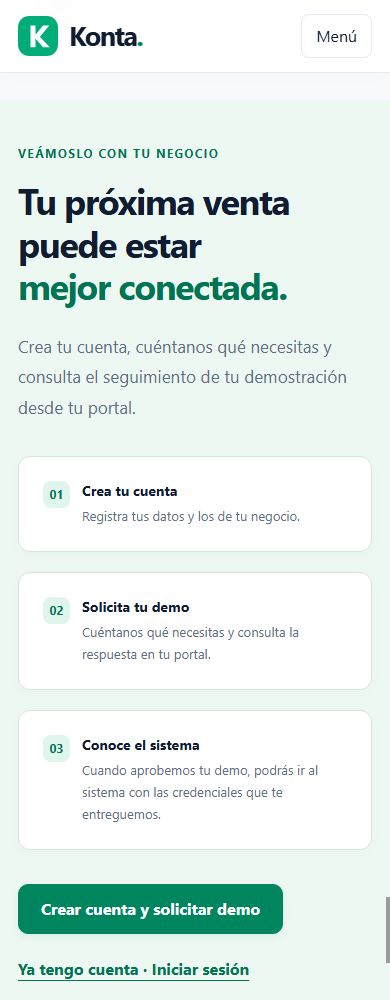 K Konta.
Menú
VEÁMOSLO CON TU NEGOCIO
Tu próxima venta
puede estar
mejor conectada.
Crea tu cuenta, cuéntanos qué necesitas y
consulta el seguimiento de tu demostración
desde tu portal.
01 Crea tu cuenta
Registra tus datos y los de tu negocio.
02 Solicita tu demo
Cuéntanos qué necesitas y consulta la
respuesta en tu portal.
03 Conoce el sistema
Cuando aprobemos tu demo, podrás ir al
sistema con las credenciales que te
entreguemos.
Crear cuenta y solicitar demo
Ya tengo cuenta · Iniciar sesión